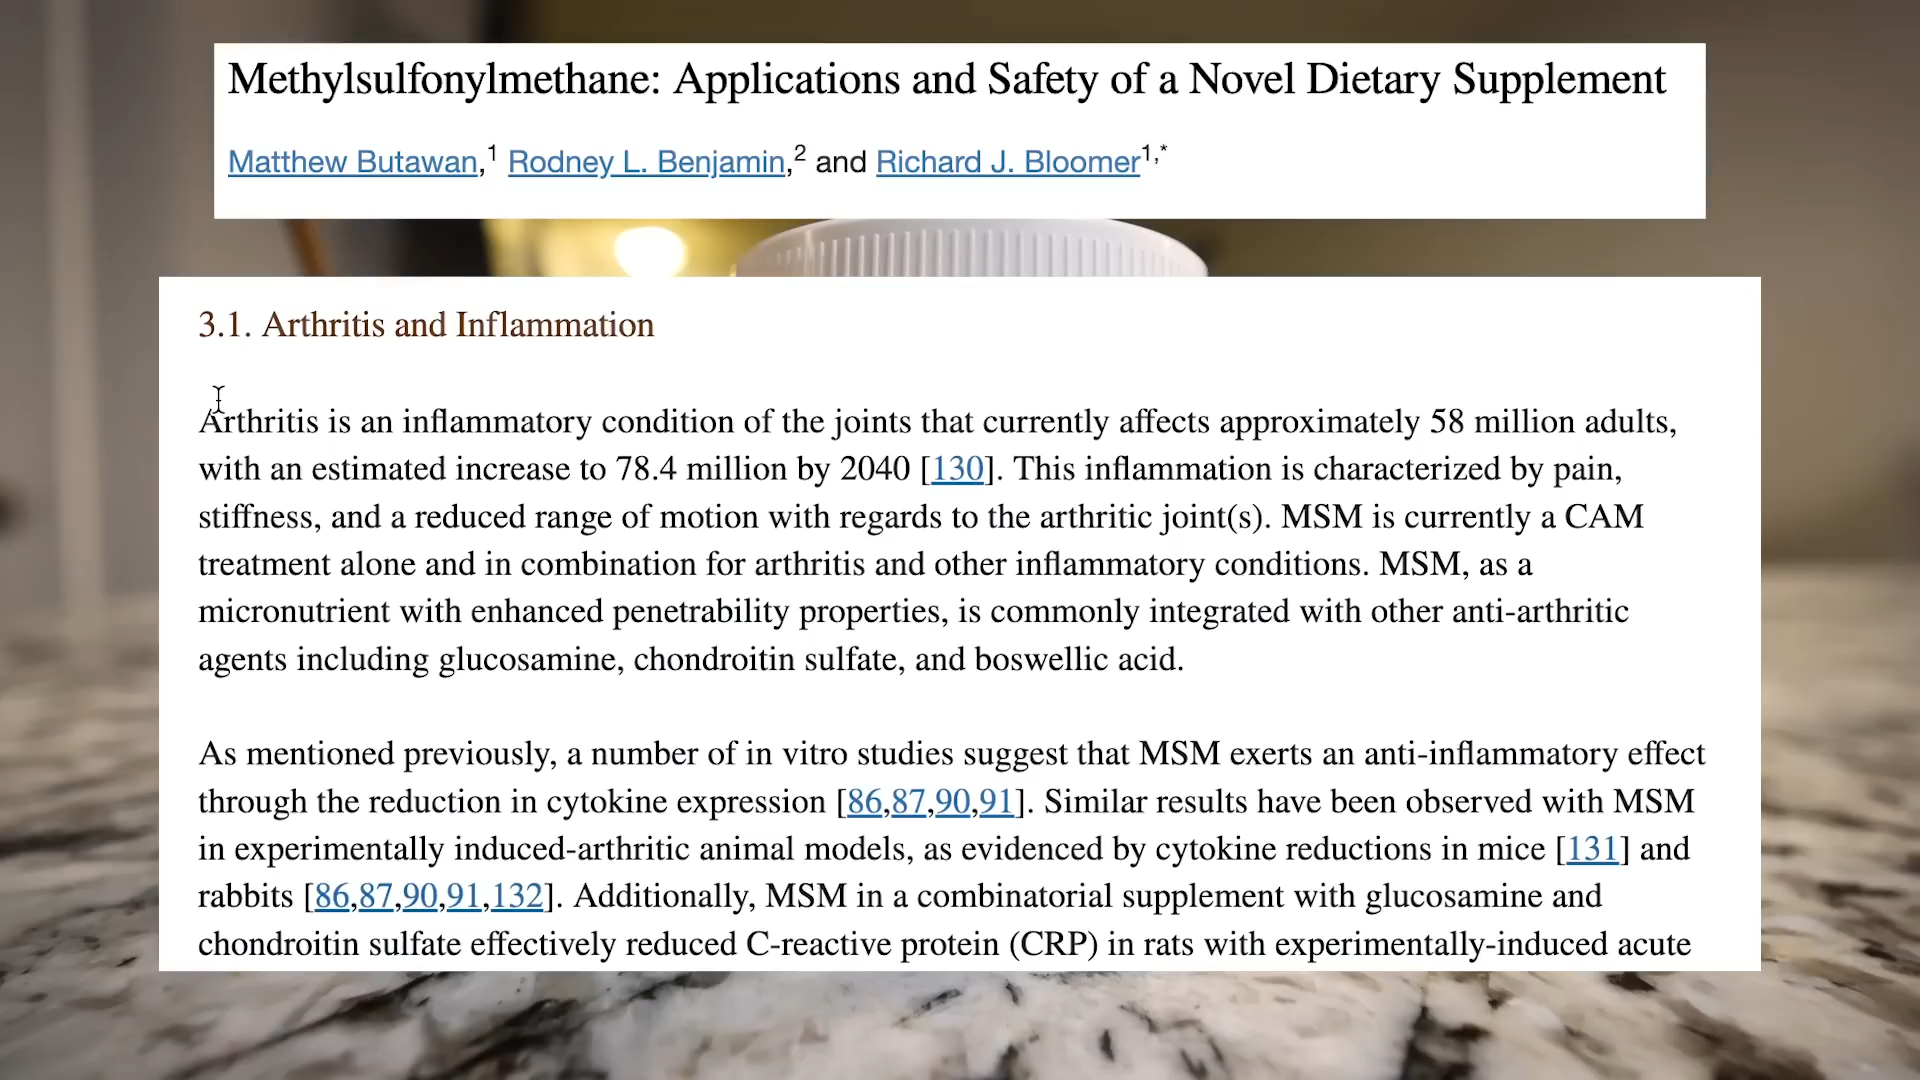 Methylsulfonylmethane: Applications and Safety of a Novel Dietary Supplement
Matthew Butawan,1 Rodney L. Benjamin,2 and Richard J. Bloomer1,*
3.1. Arthritis and Inflammation
Arthritis is an inflammatory condition of the joints that currently affects approximately 58 million adults,
with an estimated increase to 78.4 million by 2040 [130]. This inflammation is characterized by pain,
stiffness, and a reduced range of motion with regards to the arthritic joint(s). MSM is currently a CAM
treatment alone and in combination for arthritis and other inflammatory conditions. MSM, as a
micronutrient with enhanced penetrability properties, is commonly integrated with other anti-arthritic
agents including glucosamine, chondroitin sulfate, and boswellic acid.
As mentioned previously, a number of in vitro studies suggest that MSM exerts an anti-inflammatory effect
through the reduction in cytokine expression [86,87,90,91]. Similar results have been observed with MSM
in experimentally induced-arthritic animal models, as evidenced by cytokine reductions in mice [131] and
rabbits [86,87,90,91,132]. Additionally, MSM in a combinatorial supplement with glucosamine and
chondroitin sulfate effectively reduced C-reactive protein (CRP) in rats with experimentally-induced acute